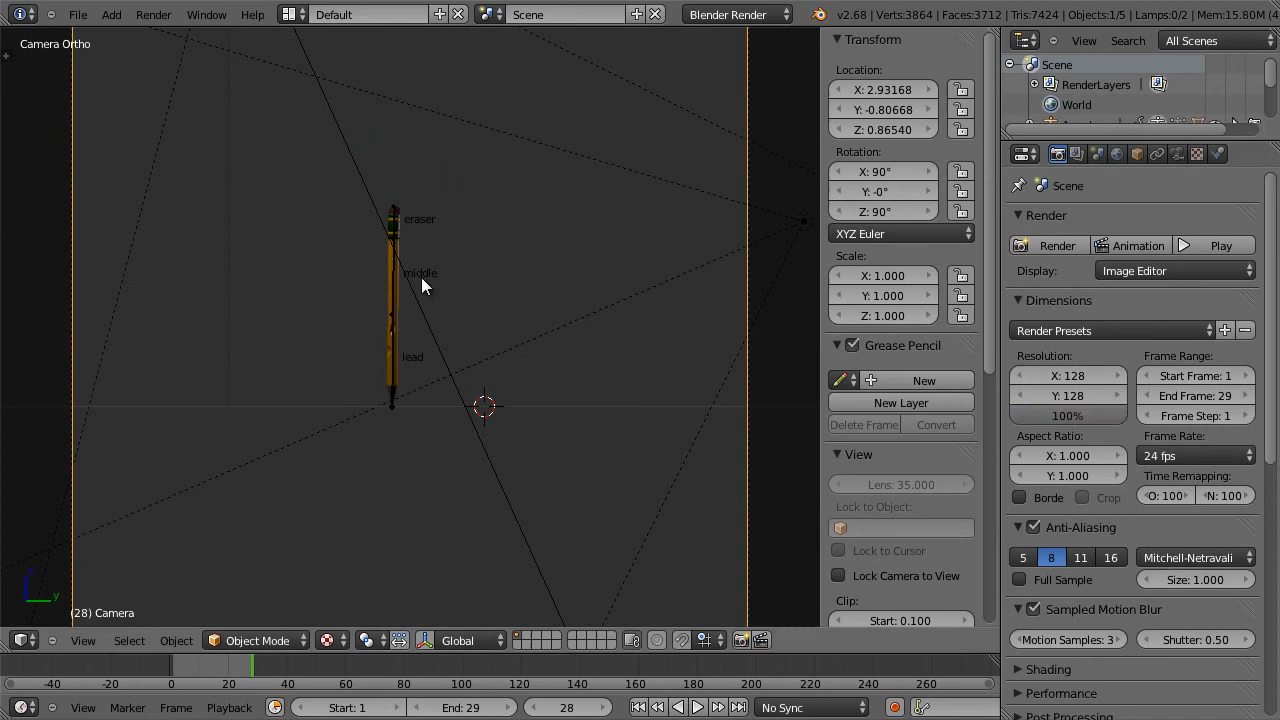 File Add Render Window Help Default Scene Blender Render v2.68 | Verts:3864 | Faces:3712 | Tris:7424 | Objects:1/5 | Lamps:0/2 | Mem:15.80M (4
Camera Ortho
eraser
middle
lead
y
(28) Camera
Transform
Location:
X: 2.93168
Y: -0.80668
Z: 0.86540
Rotation:
X: 90°
Y: -0°
Z: 90°
XYZ Euler
Scale:
X: 1.000
Y: 1.000
Z: 1.000
Grease Pencil
New
New Layer
Delete Frame Convert
View
Lens: 35.000
Lock to Object:
Lock to Cursor
Lock Camera to View
Clip:
Start: 0.100
View Search All Scenes
Scene
RenderLayers
World
Scene
Render
Render Animation Play
Display: Image Editor
Dimensions
Render Presets
Resolution: Frame Range:
X: 128 Start Frame: 1
Y: 128 End Frame: 29
100% Frame Step: 1
Aspect Ratio: Frame Rate:
X: 1.000 24 fps
Y: 1.000 Time Remapping:
Borde Crop O: 100 N: 100
Anti-Aliasing
5 8 11 16 Mitchell-Netravali
Full Sample Size: 1.000
Sampled Motion Blur
Motion Samples: 3 Shutter: 0.50
Shading
Performance
Post Processing
View Select Object Object Mode Global
-40 -20 0 20 40 60 80 100 120 140 160 180 200 220 240 260
View Marker Frame Playback Start: 1 End: 29 28 No Sync